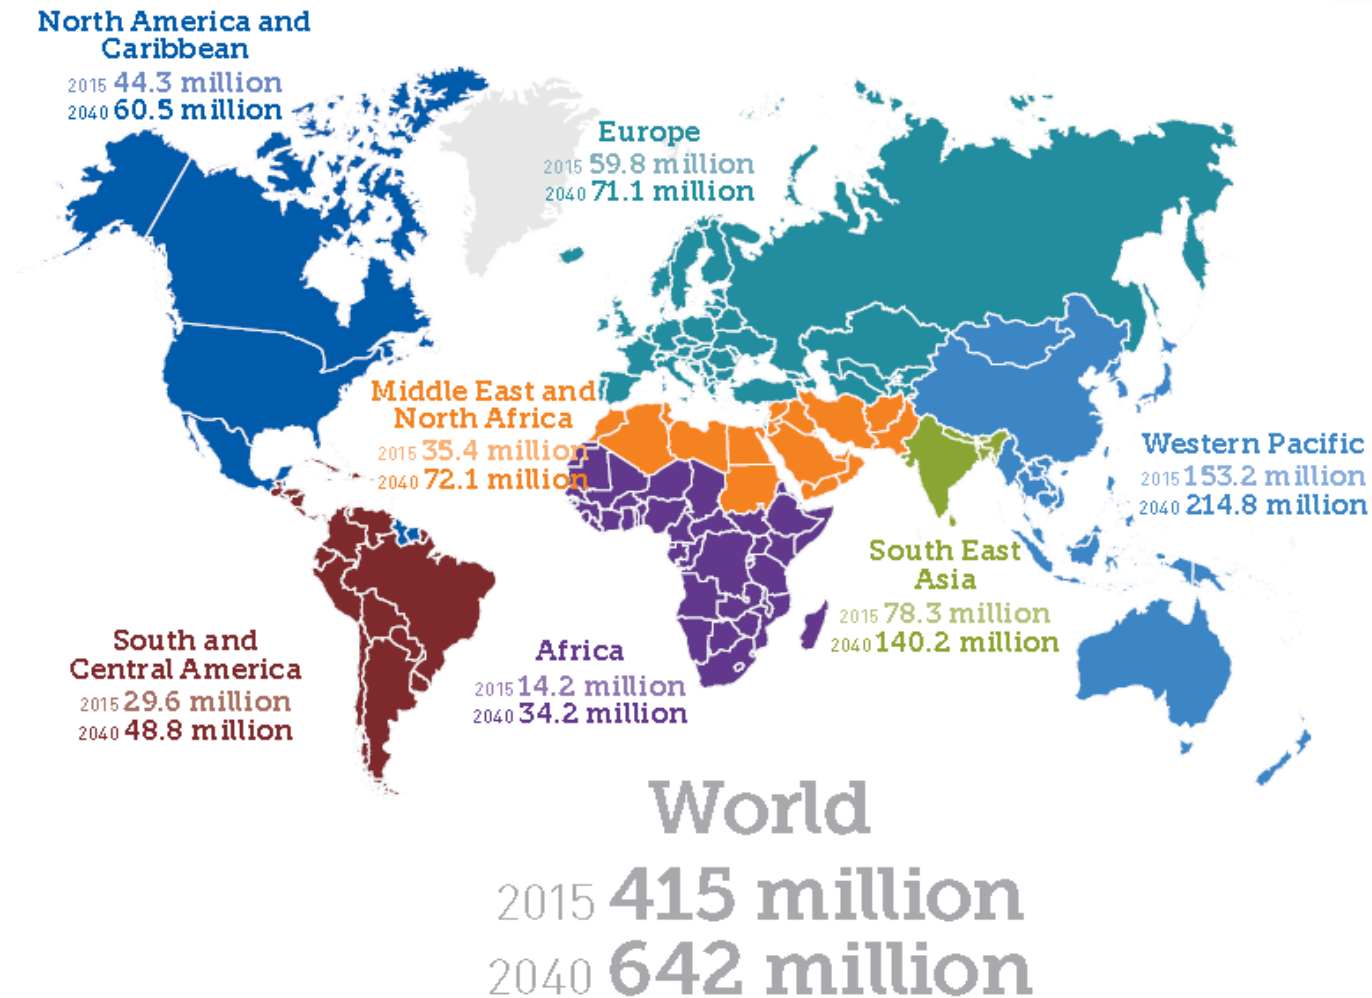 North America and
Caribbean
2015 44.3 million
2040 60.5 million
Europe
2015 59.8 million
2040 71.1 million
Middle East and
North Africa
2015 35.4 million
2040 72.1 million
Western Pacific
2015 153.2 million
2040 214.8 million
South East
Asia
2015 78.3 million
2040 140.2 million
South and
Central America
2015 29.6 million
2040 48.8 million
Africa
2015 14.2 million
2040 34.2 million
World
2015 415 million
2040 642 million